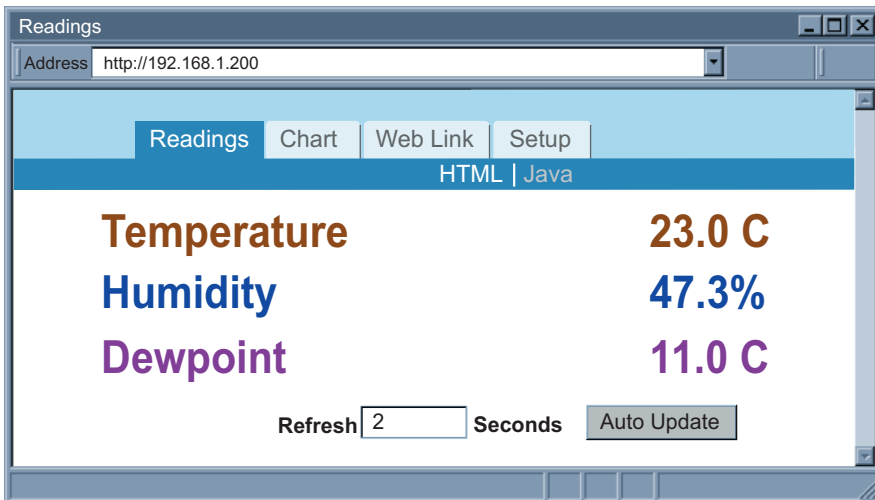 Readings
Address http://192.168.1.200
Readings Chart Web Link Setup
HTML | Java
Temperature 23.0 C
Humidity 47.3%
Dewpoint 11.0 C
Refresh 2 Seconds Auto Update